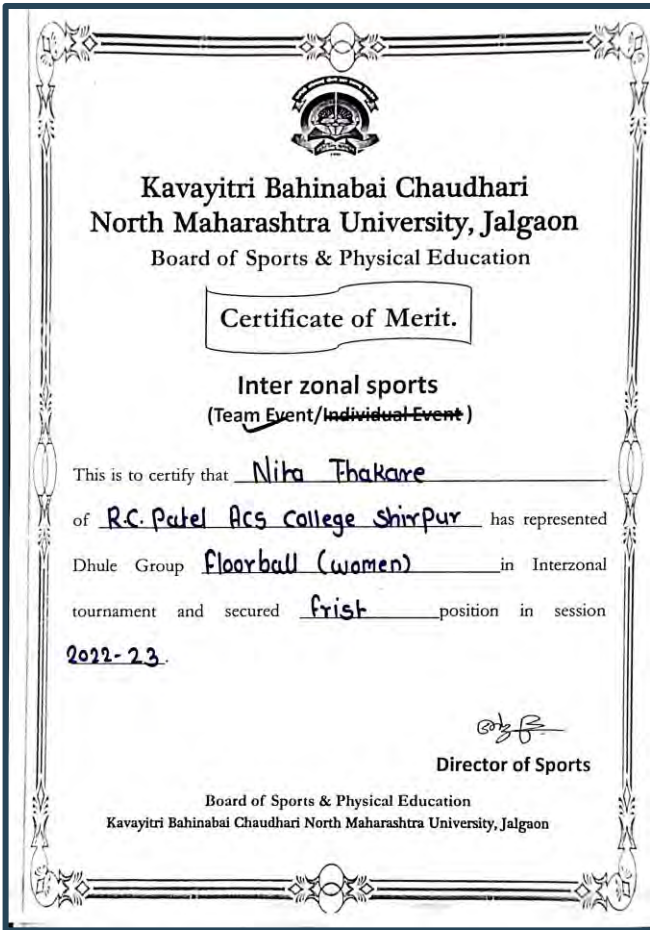 Kavayitri Bahinabai Chaudhari
North Maharashtra University, Jalgaon
Board of Sports & Physical Education
Certificate of Merit.
Inter zonal sports
(Team Event/Individual Event)
This is to certify that Nita Thakare
of R.C. Patel ACS College Shirpur has represented
Dhule Group floorball (women) in Interzonal
tournament and secured frist position in session
2022-23.
Director of Sports
Board of Sports & Physical Education
Kavayitri Bahinabai Chaudhari North Maharashtra University, Jalgaon